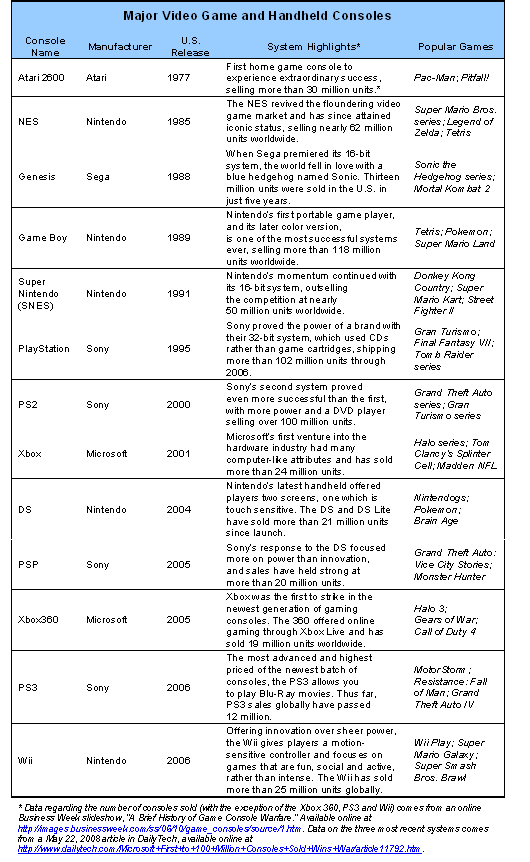 Major Video Game and Handheld Consoles
Console Name Manufacturer U.S. Release System Highlights* Popular Games
Atari 2600 Atari 1977 First home game console to
experience extraordinary success,
selling more than 30 million units.*
Pac-Man; Pitfall!
NES Nintendo 1985 The NES revived the floundering video
game market and has since attained
iconic status, selling nearly 62 million
units worldwide.
Super Mario Bros.
series; Legend of
Zelda; Tetris
Genesis Sega 1988 When Sega premiered its 16-bit
system, the world fell in love with a
blue hedgehog named Sonic. Thirteen
million units were sold in the U.S. in
just five years.
Sonic the
Hedgehog series;
Mortal Kombat 2
Game Boy Nintendo 1989 Nintendo's first portable game player,
and its later color version,
is one of the most successful systems
ever, selling more than 118 million
units worldwide.
Tetris; Pokemon;
Super Mario Land
Super
Nintendo
(SNES)
Nintendo 1991 Nintendo's momentum continued with
its 16-bit system, outselling
the competition at nearly
50 million units worldwide.
Donkey Kong
Country; Super
Mario Kart; Street
Fighter II
PlayStation Sony 1995 Sony proved the power of a brand with
their 32-bit system, which used CDs
rather than game cartridges, shipping
more than 102 million units through
2006.
Gran Turismo;
Final Fantasy VII;
Tomb Raider
series
PS2 Sony 2000 Sony's second system proved
even more successful than the first,
with more power and a DVD player
selling over 100 million units.
Grand Theft Auto
series; Gran
Turismo series
Xbox Microsoft 2001 Microsoft's first venture into the
hardware industry had many
computer-like attributes and has sold
more than 24 million units.
Halo series; Tom
Clancy's Splinter
Cell; Madden NFL
DS Nintendo 2004 Nintendo's latest handheld offered
players two screens, one which is
touch sensitive. The DS and DS Lite
have sold more than 21 million units
since launch.
Nintendogs;
Pokemon;
Brain Age
PSP Sony 2005 Sony's response to the DS focused
more on power than innovation,
and sales have held strong at
more than 20 million units.
Grand Theft Auto:
Vice City Stories;
Monster Hunter
Xbox360 Microsoft 2005 Xbox was the first to strike in the
newest generation of gaming
consoles. The 360 offered online
gaming through Xbox Live and has
sold 19 million units worldwide.
Halo 3;
Gears of War;
Call of Duty 4
PS3 Sony 2006 The most advanced and highest
priced of the newest batch of
consoles, the PS3 allows you
to play Blu-Ray movies. Thus far,
PS3 sales globally have passed
12 million.
MotorStorm;
Resistance: Fall
of Man; Grand
Theft Auto IV
Wii Nintendo 2006 Offering innovation over sheer power,
the Wii gives players a motion-
sensitive controller and focuses on
games that are fun, social and active,
rather than intense. The Wii has sold
more than 25 million units globally.
Wii Play; Super
Mario Galaxy;
Super Smash
Bros. Brawl
* Data regarding the number of consoles sold (with the exception of the Xbox 360, PS3 and Wii) comes from an online
Business Week slideshow, "A Brief History of Game Console Warfare." Available online at
http://images.businessweek.com/ss/06/10/game_consoles/source/1.htm. Data on the three most recent systems comes
from a May 22, 2008 article in DailyTech, available online at
http://www.dailytech.com/Microsoft+First+to+100+Million+Consoles+Sold+Wins+War/article11792.htm.